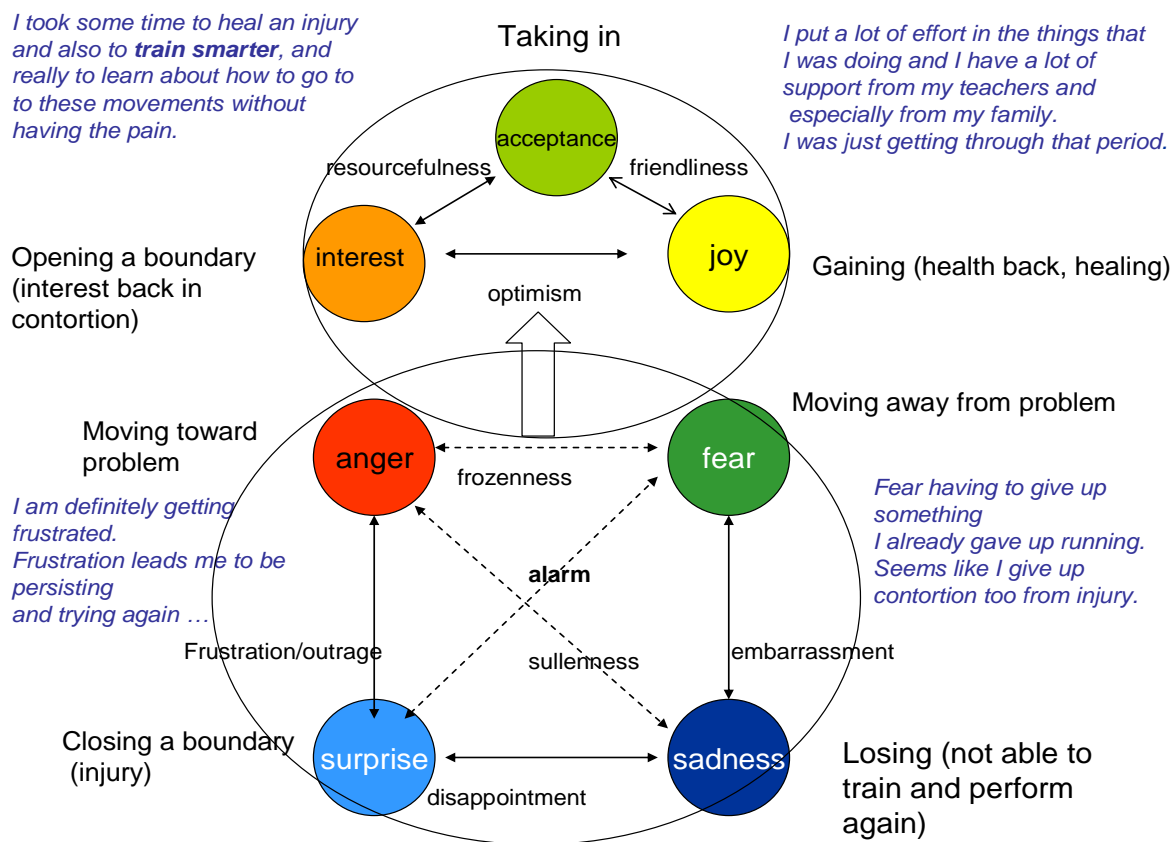 I took some time to heal an injury
and also to train smarter, and
really to learn about how to go to
to these movements without
having the pain.
Taking in
I put a lot of effort in the things that
I was doing and I have a lot of
support from my teachers and
especially from my family.
I was just getting through that period.
acceptance
resourcefulness
friendliness
Opening a boundary
(interest back in
contortion)
interest
joy
Gaining (health back, healing)
optimism
Moving toward
problem
anger
fear
Moving away from problem
frozenness
I am definitely getting
frustrated.
Frustration leads me to be
persisting
and trying again …
Fear having to give up
something
I already gave up running.
Seems like I give up
contortion too from injury.
alarm
Frustration/outrage
sullenness
embarrassment
Closing a boundary
(injury)
surprise
sadness
disappointment
Losing (not able to
train and perform
again)